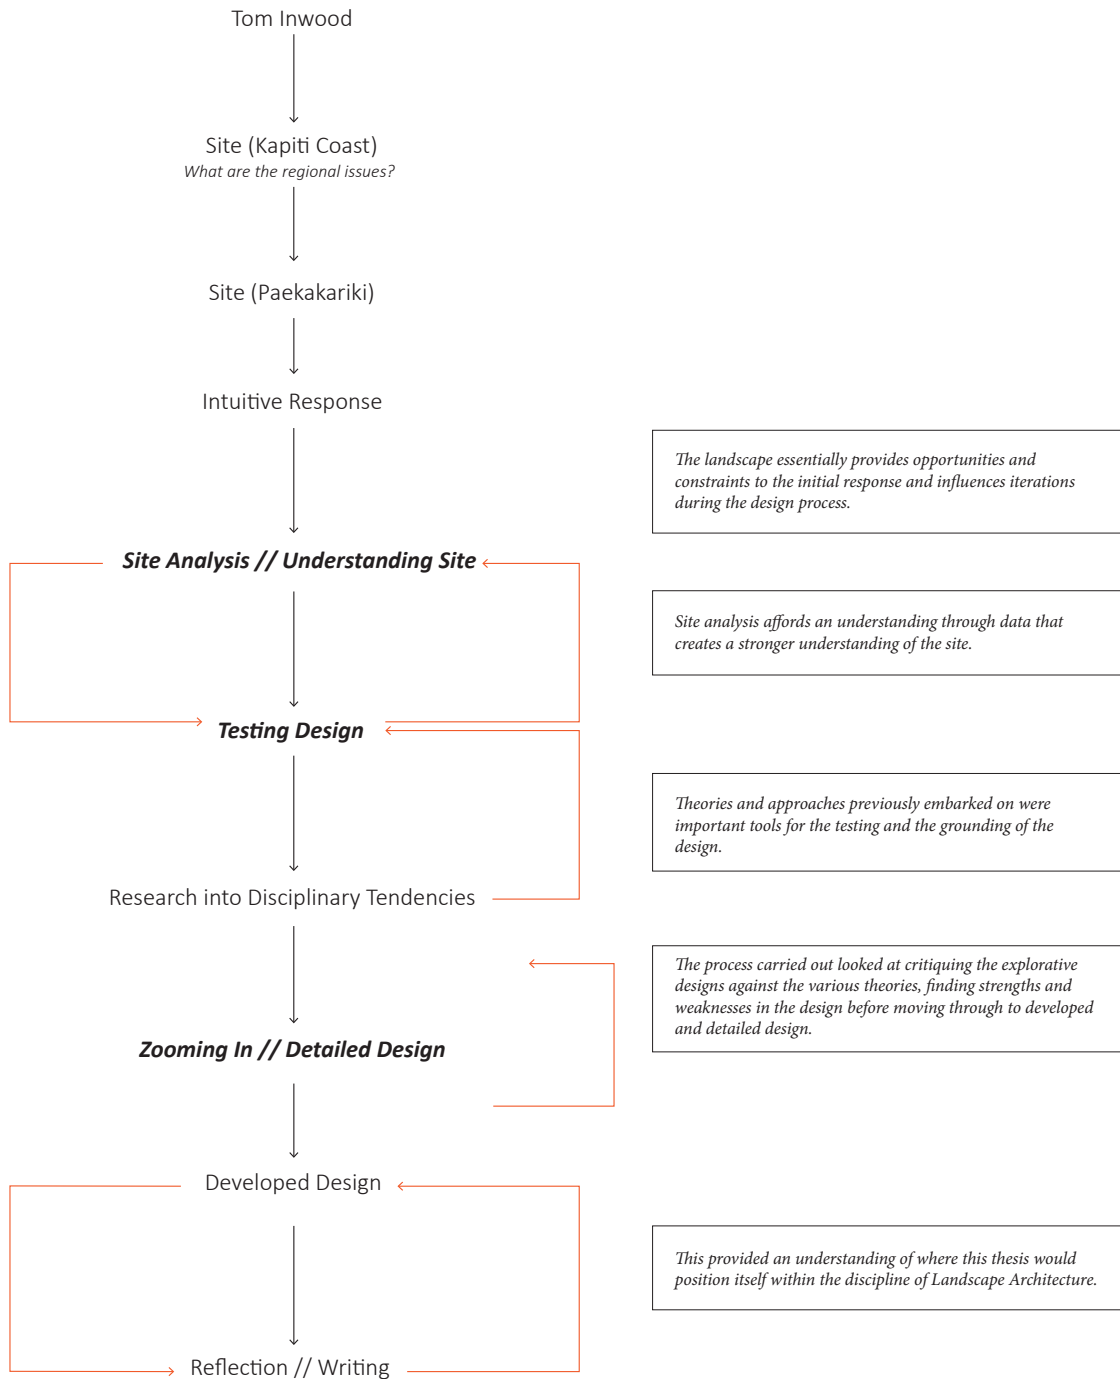 Tom Inwood
Site (Kapiti Coast)
What are the regional issues?
Site (Paekakariki)
Intuitive Response
The landscape essentially provides opportunities and
constraints to the initial response and influences iterations
during the design process.
Site Analysis // Understanding Site
Site analysis affords an understanding through data that
creates a stronger understanding of the site.
Testing Design
Theories and approaches previously embarked on were
important tools for the testing and the grounding of the
design.
Research into Disciplinary Tendencies
The process carried out looked at critiquing the explorative
designs against the various theories, finding strengths and
weaknesses in the design before moving through to developed
and detailed design.
Zooming In // Detailed Design
Developed Design
This provided an understanding of where this thesis would
position itself within the discipline of Landscape Architecture.
Reflection // Writing